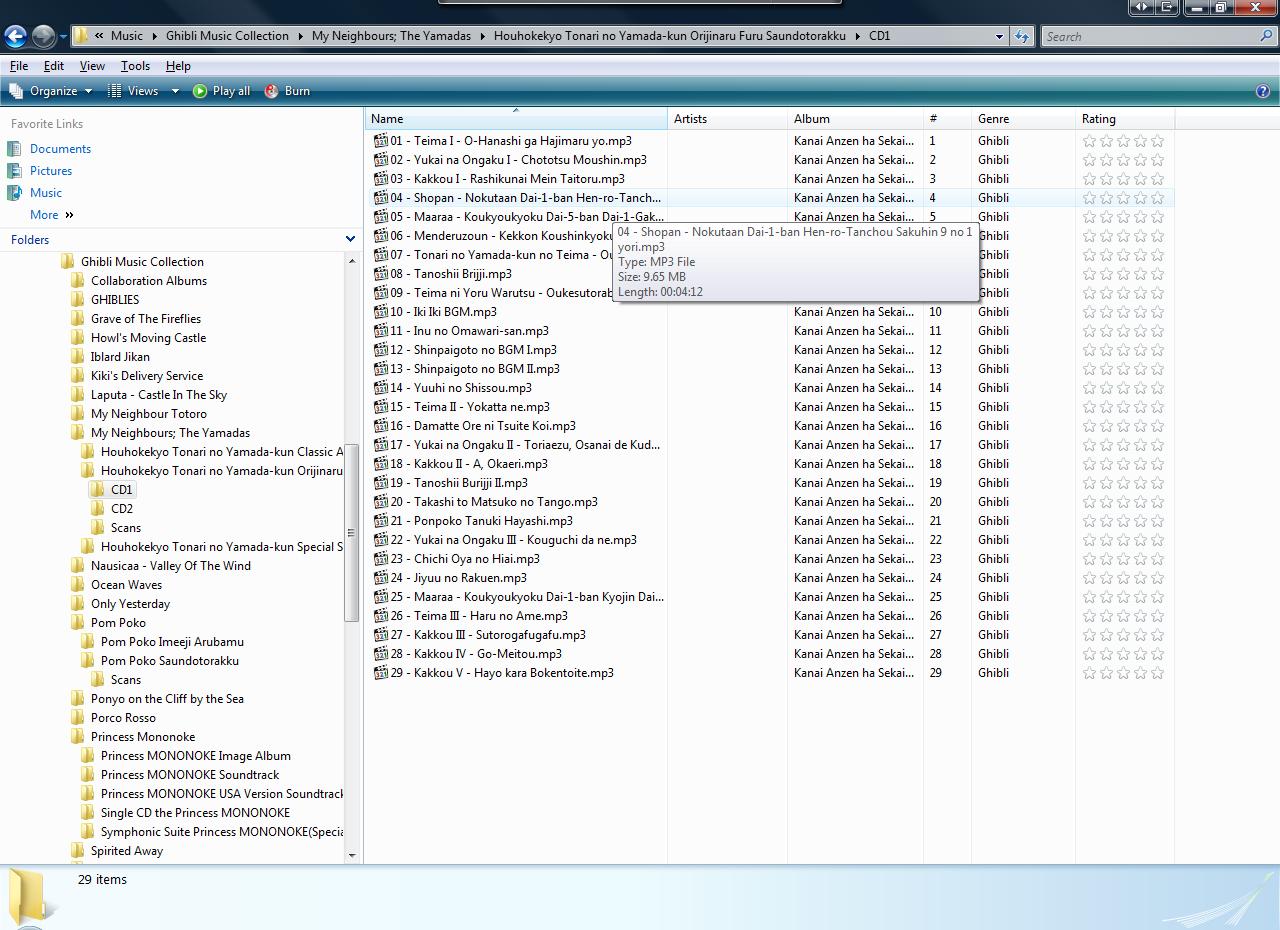 « Music ▸ Ghibli Music Collection ▸ My Neighbours; The Yamadas ▸ Houhokekyo Tonari no Yamada-kun Orijinaru Furu Saundotorakku ▸ CD1
Search
File Edit View Tools Help
Organize Views Play all Burn
Favorite Links
Documents
Pictures
Music
More »
Folders
Ghibli Music Collection
Collaboration Albums
GHIBLIES
Grave of The Fireflies
Howl's Moving Castle
Iblard Jikan
Kiki's Delivery Service
Laputa - Castle In The Sky
My Neighbour Totoro
My Neighbours; The Yamadas
Houhokekyo Tonari no Yamada-kun Classic A
Houhokekyo Tonari no Yamada-kun Orijinaru
CD1
CD2
Scans
Houhokekyo Tonari no Yamada-kun Special S
Nausicaa - Valley Of The Wind
Ocean Waves
Only Yesterday
Pom Poko
Pom Poko Imeeji Arubamu
Pom Poko Saundotorakku
Scans
Ponyo on the Cliff by the Sea
Porco Rosso
Princess Mononoke
Princess MONONOKE Image Album
Princess MONONOKE Soundtrack
Princess MONONOKE USA Version Soundtrack
Single CD the Princess MONONOKE
Symphonic Suite Princess MONONOKE(Specia
Spirited Away
Name Artists Album # Genre Rating
01 - Teima I - O-Hanashi ga Hajimaru yo.mp3 Kanai Anzen ha Sekai... 1 Ghibli
02 - Yukai na Ongaku I - Chototsu Moushin.mp3 Kanai Anzen ha Sekai... 2 Ghibli
03 - Kakkou I - Rashikunai Mein Taitoru.mp3 Kanai Anzen ha Sekai... 3 Ghibli
04 - Shopan - Nokutaan Dai-1-ban Hen-ro-Tanch... Kanai Anzen ha Sekai... 4 Ghibli
05 - Maaraa - Koukyoukyoku Dai-5-ban Dai-1-Gak... Kanai Anzen ha Sekai... 5 Ghibli
06 - Menderuzoun - Kekkon Koushinkyoku Ghibli
07 - Tonari no Yamada-kun no Teima - Ou Ghibli
08 - Tanoshii Brijji.mp3 Ghibli
09 - Teima ni Yoru Warutsu - Oukesutorab Ghibli
04 - Shopan - Nokutaan Dai-1-ban Hen-ro-Tanchou Sakuhin 9 no 1
yori.mp3
Type: MP3 File
Size: 9.65 MB
Length: 00:04:12
10 - Iki Iki BGM.mp3 Kanai Anzen ha Sekai... 10 Ghibli
11 - Inu no Omawari-san.mp3 Kanai Anzen ha Sekai... 11 Ghibli
12 - Shinpaigoto no BGM I.mp3 Kanai Anzen ha Sekai... 12 Ghibli
13 - Shinpaigoto no BGM II.mp3 Kanai Anzen ha Sekai... 13 Ghibli
14 - Yuuhi no Shissou.mp3 Kanai Anzen ha Sekai... 14 Ghibli
15 - Teima II - Yokatta ne.mp3 Kanai Anzen ha Sekai... 15 Ghibli
16 - Damatte Ore ni Tsuite Koi.mp3 Kanai Anzen ha Sekai... 16 Ghibli
17 - Yukai na Ongaku II - Toriaezu, Osanai de Kud... Kanai Anzen ha Sekai... 17 Ghibli
18 - Kakkou II - A, Okaeri.mp3 Kanai Anzen ha Sekai... 18 Ghibli
19 - Tanoshii Burijji II.mp3 Kanai Anzen ha Sekai... 19 Ghibli
20 - Takashi to Matsuko no Tango.mp3 Kanai Anzen ha Sekai... 20 Ghibli
21 - Ponpoko Tanuki Hayashi.mp3 Kanai Anzen ha Sekai... 21 Ghibli
22 - Yukai na Ongaku III - Kouguchi da ne.mp3 Kanai Anzen ha Sekai... 22 Ghibli
23 - Chichi Oya no Hiai.mp3 Kanai Anzen ha Sekai... 23 Ghibli
24 - Jiyuu no Rakuen.mp3 Kanai Anzen ha Sekai... 24 Ghibli
25 - Maaraa - Koukyoukyoku Dai-1-ban Kyojin Dai... Kanai Anzen ha Sekai... 25 Ghibli
26 - Teima III - Haru no Ame.mp3 Kanai Anzen ha Sekai... 26 Ghibli
27 - Kakkou III - Sutorogafugafu.mp3 Kanai Anzen ha Sekai... 27 Ghibli
28 - Kakkou IV - Go-Meitou.mp3 Kanai Anzen ha Sekai... 28 Ghibli
29 - Kakkou V - Hayo kara Bokentoite.mp3 Kanai Anzen ha Sekai... 29 Ghibli
29 items